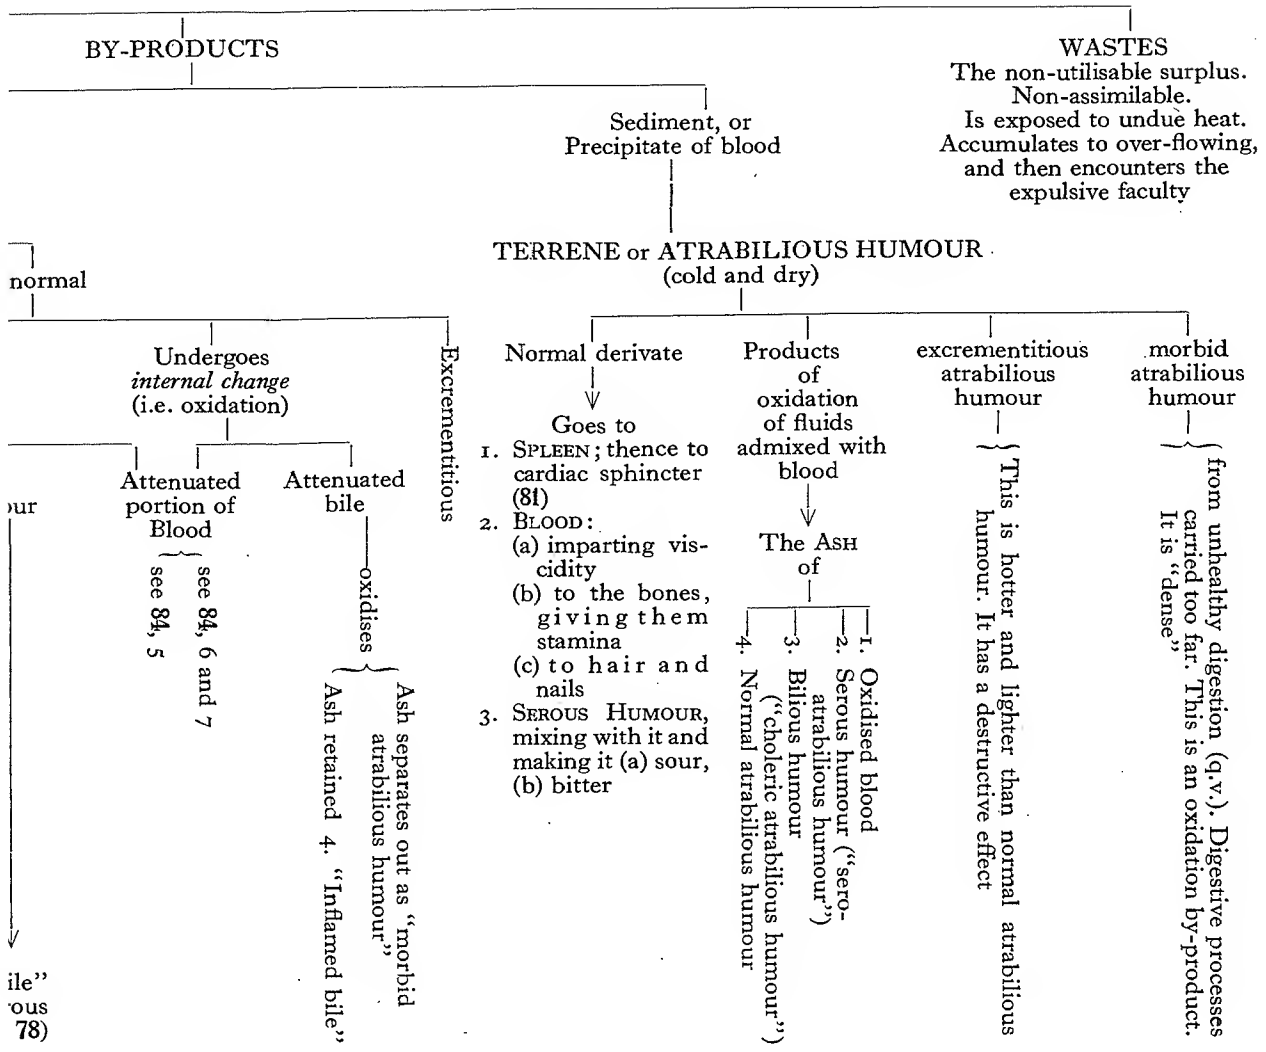 BY-PRODUCTS
WASTES
The non-utilisable surplus.
Non-assimilable.
Is exposed to undue heat.
Accumulates to over-flowing,
and then encounters the
expulsive faculty
Sediment, or
Precipitate of blood
TERRENE or ATRABILIOUS HUMOUR
(cold and dry)
normal
Undergoes
internal change
(i.e. oxidation)
Excrementitious
Attenuated
portion of
Blood
see 84, 6 and 7
see 84, 5
Attenuated
bile
oxidises
Ash separates out as “morbid
atrabilious humour”
Ash retained 4. “Inflamed bile”
Normal derivate
Goes to
1. SPLEEN; thence to
cardiac sphincter
(81)
2. BLOOD:
(a) imparting vis-
cidity
(b) to the bones,
giving them
stamina
(c) to hair and
nails
3. SEROUS HUMOUR,
mixing with it and
making it (a) sour,
(b) bitter
Products
of
oxidation
of fluids
admixed with
blood
The ASH
of
1. Oxidised blood
2. Serous humour (“sero-
atrabilious humour”)
3. Bilious humour
(“choleric atrabilious humour”)
4. Normal atrabilious humour
excrementitious
atrabilious
humour
This is hotter and lighter than normal atrabilious
humour. It has a destructive effect
morbid
atrabilious
humour
from unhealthy digestion (q.v.). Digestive processes
carried too far. This is an oxidation by-product.
It is “dense”
ur
ile”
ous
78)